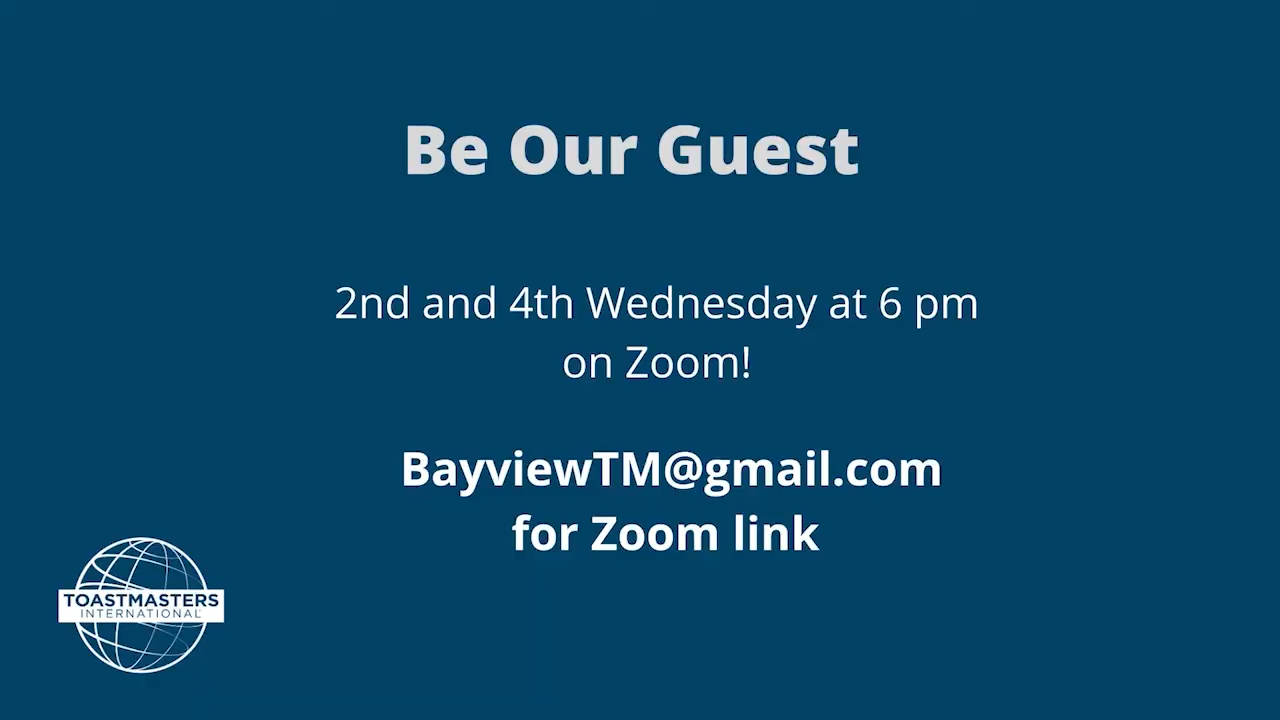 Be Our Guest
2nd and 4th Wednesday at 6 pm
on Zoom!
BayviewTM@gmail.com
for Zoom link
TOASTMASTERS
INTERNATIONAL